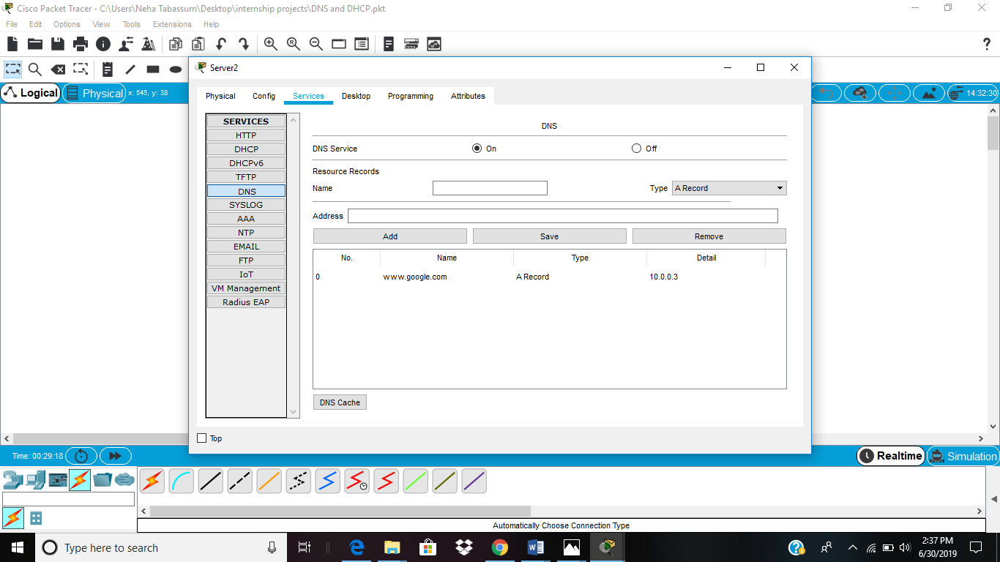 Cisco Packet Tracer - C:\Users\Neha Tabassum\Desktop\internship projects\DNS and DHCP.pkt
File Edit Options View Tools Extensions Help
Server2
Logical Physical x: 545, y: 38 14:32:30
Physical Config Services Desktop Programming Attributes
SERVICES
HTTP
DHCP
DHCPv6
TFTP
DNS
SYSLOG
AAA
NTP
EMAIL
FTP
IoT
VM Management
Radius EAP
DNS
DNS Service On Off
Resource Records
Name Type A Record
Address
Add Save Remove
No. Name Type Detail
0 www.google.com A Record 10.0.0.3
DNS Cache
Top
Time: 00:29:18 Realtime Simulation
Automatically Choose Connection Type
Type here to search
2:37 PM
6/30/2019